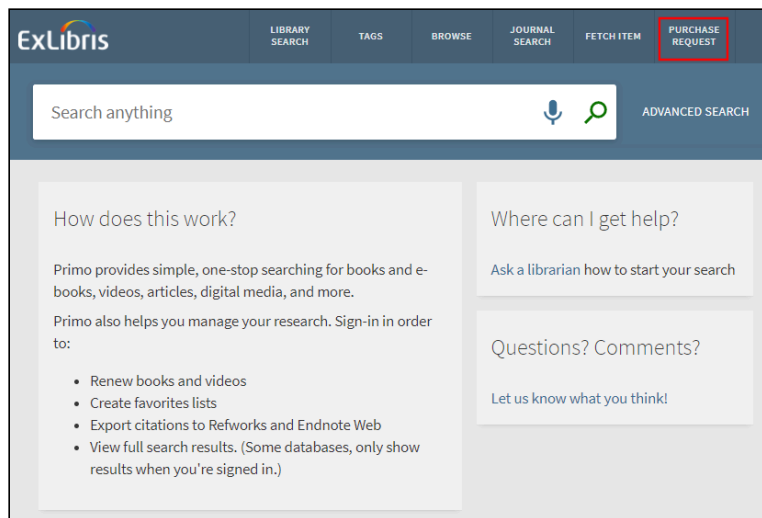 ExLibris
LIBRARY
SEARCH
TAGS
BROWSE
JOURNAL
SEARCH
FETCH ITEM
PURCHASE
REQUEST
Search anything
ADVANCED SEARCH
How does this work?
Primo provides simple, one-stop searching for books and e-
books, videos, articles, digital media, and more.
Primo also helps you manage your research. Sign-in in order
to:
• Renew books and videos
• Create favorites lists
• Export citations to Refworks and Endnote Web
• View full search results. (Some databases, only show
results when you're signed in.)
Where can I get help?
Ask a librarian how to start your search
Questions? Comments?
Let us know what you think!